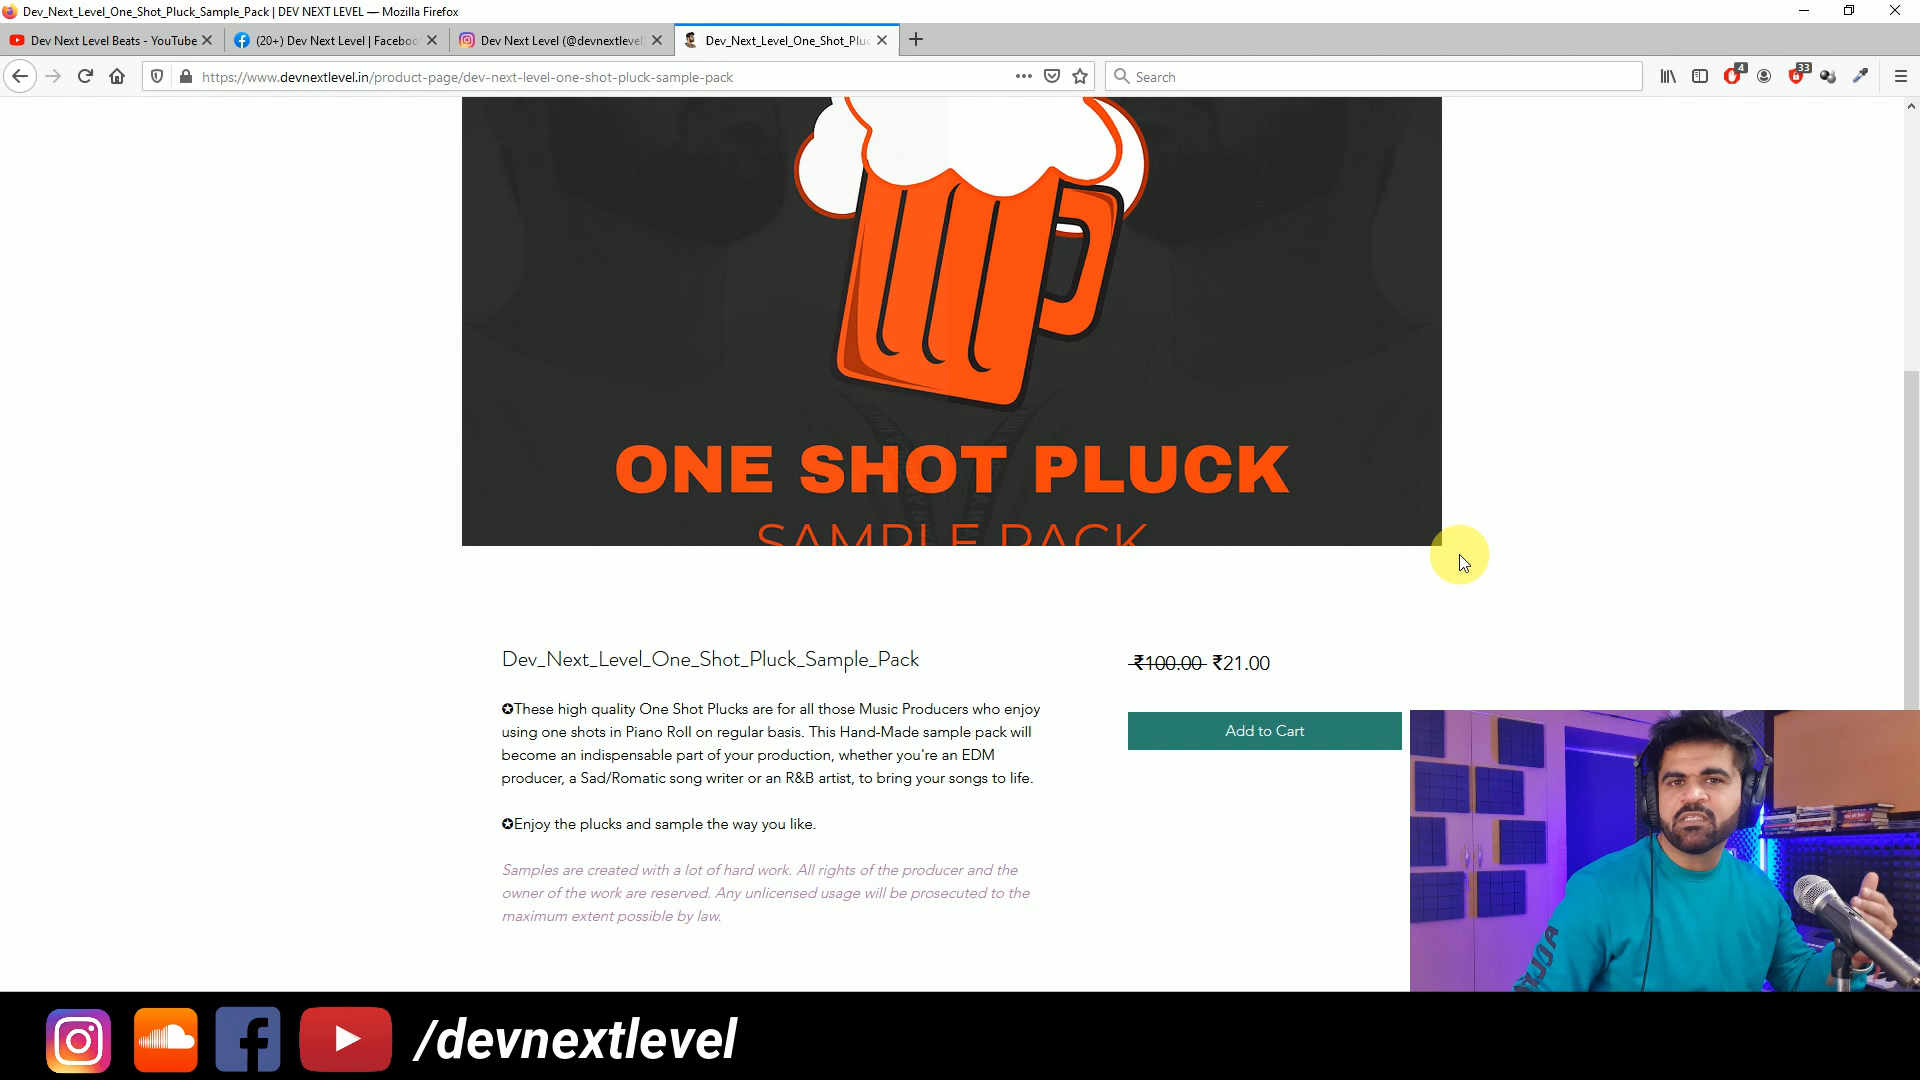 Dev_Next_Level_One_Shot_Pluck_Sample_Pack | DEV NEXT LEVEL — Mozilla Firefox
Dev Next Level Beats - YouTube
(20+) Dev Next Level | Faceboo
Dev Next Level (@devnextlevel
Dev_Next_Level_One_Shot_Plu
https://www.devnextlevel.in/product-page/dev-next-level-one-shot-pluck-sample-pack
Search
4
33
ONE SHOT PLUCK
SAMPLE PACK
Dev_Next_Level_One_Shot_Pluck_Sample_Pack
₹100.00 ₹21.00
✪These high quality One Shot Plucks are for all those Music Producers who enjoy
using one shots in Piano Roll on regular basis. This Hand-Made sample pack will
become an indispensable part of your production, whether you're an EDM
producer, a Sad/Romatic song writer or an R&B artist, to bring your songs to life.
Add to Cart
✪Enjoy the plucks and sample the way you like.
Samples are created with a lot of hard work. All rights of the producer and the
owner of the work are reserved. Any unlicensed usage will be prosecuted to the
maximum extent possible by law.
/devnextlevel